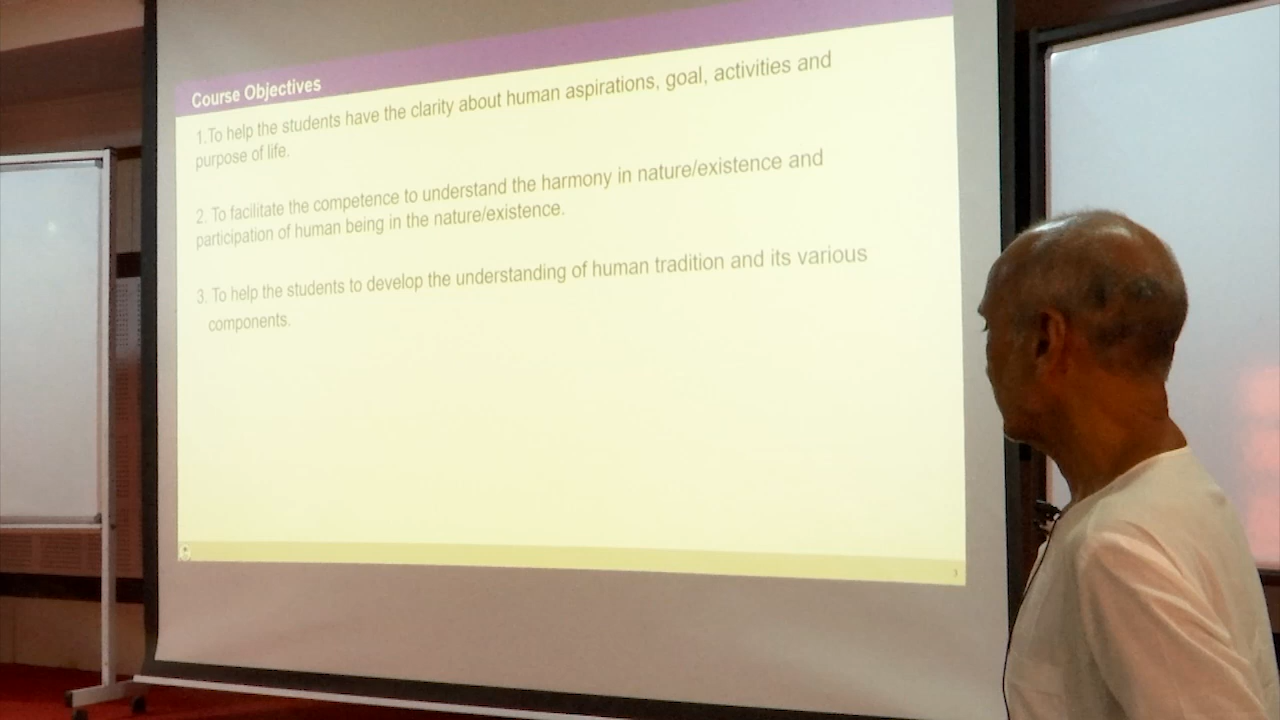 Course Objectives
1.To help the students have the clarity about human aspirations, goal, activities and
purpose of life.
2. To facilitate the competence to understand the harmony in nature/existence and
participation of human being in the nature/existence.
3. To help the students to develop the understanding of human tradition and its various
components.
3